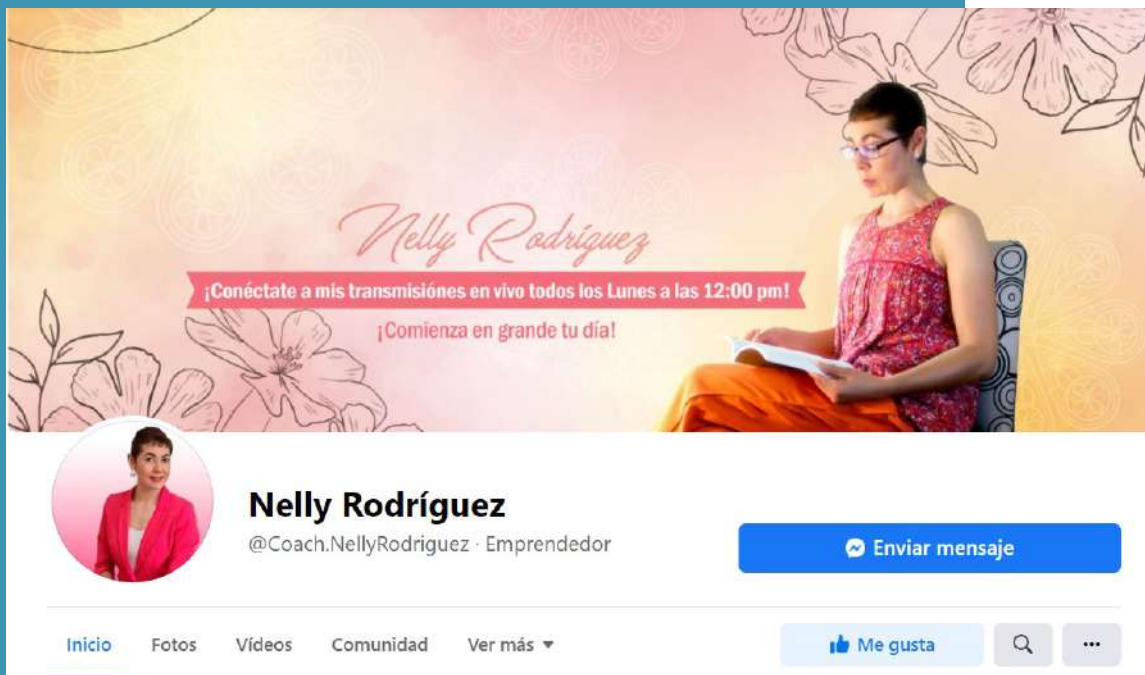 Nelly Rodríguez
¡Conéctate a mis transmisiónes en vivo todos los Lunes a las 12:00 pm!
¡Comienza en grande tu día!
Nelly Rodríguez
@Coach.NellyRodriguez · Emprendedor
Enviar mensaje
Inicio Fotos Vídeos Comunidad Ver más Me gusta